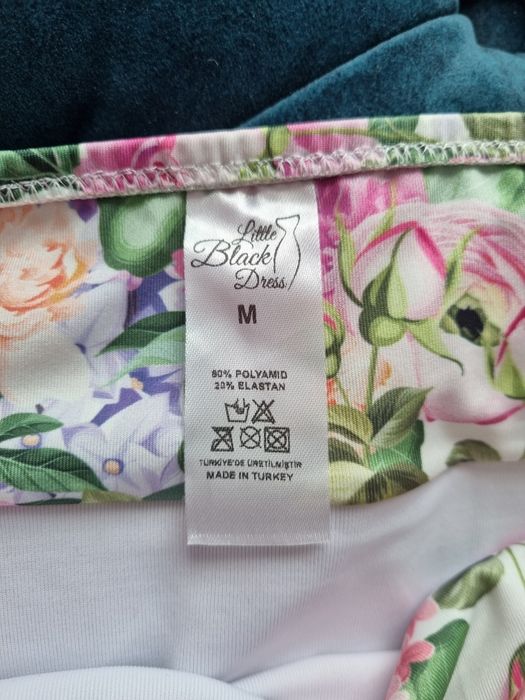 Little
Black
Dress
M
80% POLYAMID
20% ELASTAN
TÜRKİYE'DE ÜRETİLMİŞTİR
MADE IN TURKEY